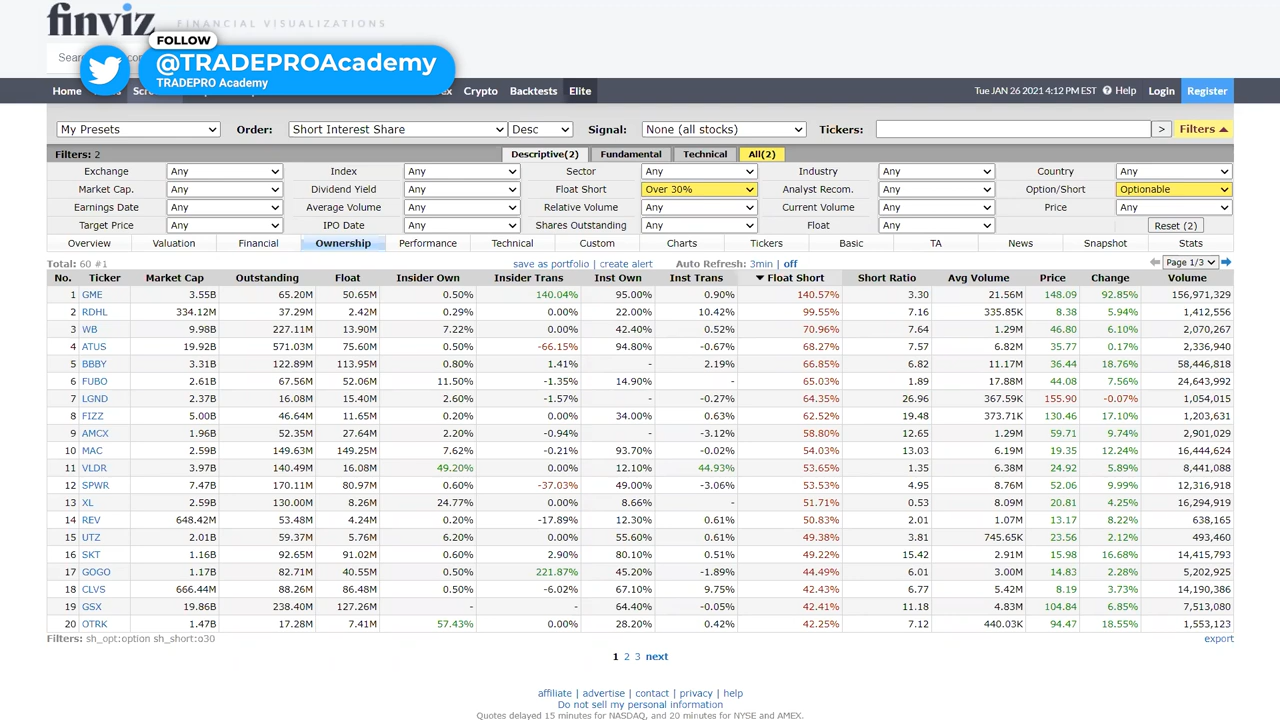 finviz FINANCIAL VISUALIZATIONS
FOLLOW
@TRADEPROAcademy
TRADEPRO Academy
Home Crypto Backtests Elite Tue JAN 26 2021 4:12 PM EST Help Login Register
My Presets Order: Short Interest Share Desc Signal: None (all stocks) Tickers: > Filters
Filters: 2 Descriptive(2) Fundamental Technical All(2)
Exchange Any Index Any Sector Any Industry Any Country Any
Market Cap. Any Dividend Yield Any Float Short Over 30% Analyst Recom. Any Option/Short Optionable
Earnings Date Any Average Volume Any Relative Volume Any Current Volume Any Price Any
Target Price Any IPO Date Any Shares Outstanding Any Float Any Reset (2)
Overview Valuation Financial Ownership Performance Technical Custom Charts Tickers Basic TA News Snapshot Stats
Total: 60 #1 save as portfolio | create alert Auto Refresh: 3min | off Page 1/3
No. Ticker Market Cap Outstanding Float Insider Own Insider Trans Inst Own Inst Trans Float Short Short Ratio Avg Volume Price Change Volume
1 GME 3.55B 65.20M 50.65M 0.50% 140.04% 95.00% 0.90% 140.57% 3.30 21.56M 148.09 92.85% 156,971,329
2 RDHL 334.12M 37.29M 2.42M 0.29% 0.00% 22.00% 10.42% 99.55% 7.16 335.85K 8.38 5.94% 1,412,556
3 WB 9.98B 227.11M 13.90M 7.22% 0.00% 42.40% 0.52% 70.96% 7.64 1.29M 46.80 6.10% 2,070,267
4 ATUS 19.92B 571.03M 75.60M 0.50% -66.15% 94.80% -0.67% 68.27% 7.57 6.82M 35.77 0.17% 2,336,940
5 BBBY 3.31B 122.89M 113.95M 0.80% 1.41% - 2.19% 66.85% 6.82 11.17M 36.44 18.76% 58,446,818
6 FUBO 2.61B 67.56M 52.06M 11.50% -1.35% 14.90% - 65.03% 1.89 17.88M 44.08 7.56% 24,643,992
7 LGND 2.37B 16.08M 15.40M 2.60% -1.57% - -0.27% 64.35% 26.96 367.59K 155.90 -0.07% 1,054,015
8 FIZZ 5.00B 46.64M 11.65M 0.20% 0.00% 34.00% 0.63% 62.52% 19.48 373.71K 130.46 17.10% 1,203,631
9 AMCX 1.96B 52.35M 27.64M 2.20% -0.94% - -3.12% 58.80% 12.65 1.29M 59.71 9.74% 2,901,029
10 MAC 2.59B 149.63M 149.25M 7.62% -0.21% 93.70% -0.02% 54.03% 13.03 6.19M 19.35 12.24% 16,444,624
11 VLDR 3.97B 140.49M 16.08M 49.20% 0.00% 12.10% 44.93% 53.65% 1.35 6.38M 24.92 5.89% 8,441,088
12 SPWR 7.47B 170.11M 80.97M 0.60% -37.03% 49.00% -3.06% 53.53% 4.95 8.76M 52.06 9.99% 12,316,918
13 XL 2.59B 130.00M 8.26M 24.77% 0.00% 8.66% - 51.71% 0.53 8.09M 20.81 4.25% 16,294,919
14 REV 648.42M 53.48M 4.24M 0.20% -17.89% 12.30% 0.61% 50.83% 2.01 1.07M 13.17 8.22% 638,165
15 UTZ 2.01B 59.37M 5.76M 6.20% 0.00% 55.60% 0.61% 49.38% 3.81 745.65K 23.56 2.12% 493,460
16 SKT 1.16B 92.65M 91.02M 0.60% 2.90% 80.10% 0.51% 49.22% 15.42 2.91M 15.98 16.68% 14,415,793
17 GOGO 1.17B 82.71M 40.55M 0.50% 221.87% 45.20% -1.89% 44.49% 6.01 3.00M 14.83 2.28% 5,202,925
18 CLVS 666.44M 88.26M 86.48M 0.50% -6.02% 67.10% 9.75% 42.43% 6.77 5.42M 8.19 3.73% 14,190,386
19 GSX 19.86B 238.40M 127.26M - - 64.40% -0.05% 42.41% 11.18 4.83M 104.84 6.85% 7,513,080
20 OTRK 1.47B 17.28M 7.41M 57.43% 0.00% 28.20% 0.42% 42.25% 7.12 440.03K 94.47 18.55% 1,553,123
Filters: sh_opt:option sh_short:o30 export
1 2 3 next
affiliate | advertise | contact | privacy | help
Do not sell my personal information
Quotes delayed 15 minutes for NASDAQ, and 20 minutes for NYSE and AMEX.